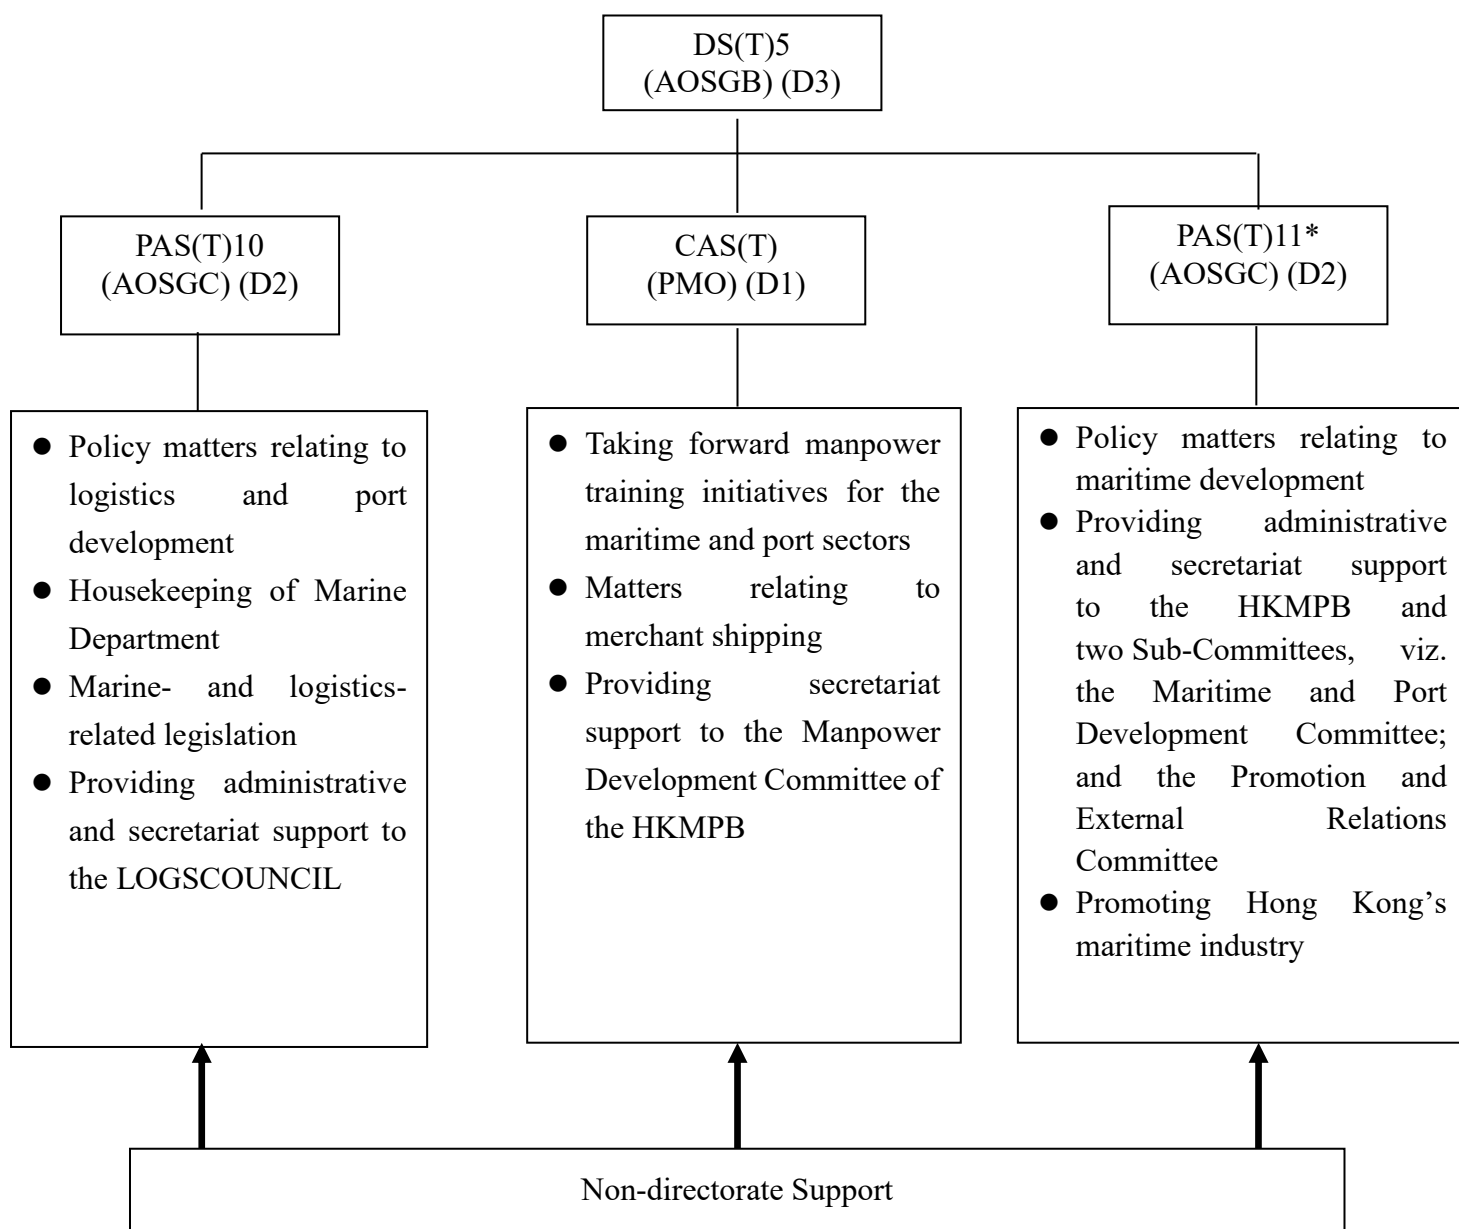 DS(T)5
(AOSGB) (D3)
PAS(T)10
(AOSGC) (D2)
CAS(T)
(PMO) (D1)
PAS(T)11*
(AOSGC) (D2)
● Policy matters relating to
logistics and port
development
● Housekeeping of Marine
Department
● Marine- and logistics-
related legislation
● Providing administrative
and secretariat support to
the LOGSCOUNCIL
● Taking forward manpower
training initiatives for the
maritime and port sectors
● Matters relating to
merchant shipping
● Providing secretariat
support to the Manpower
Development Committee of
the HKMPB
● Policy matters relating to
maritime development
● Providing administrative
and secretariat support
to the HKMPB and
two Sub-Committees, viz.
the Maritime and Port
Development Committee;
and the Promotion and
External Relations
Committee
● Promoting Hong Kong’s
maritime industry
Non-directorate Support